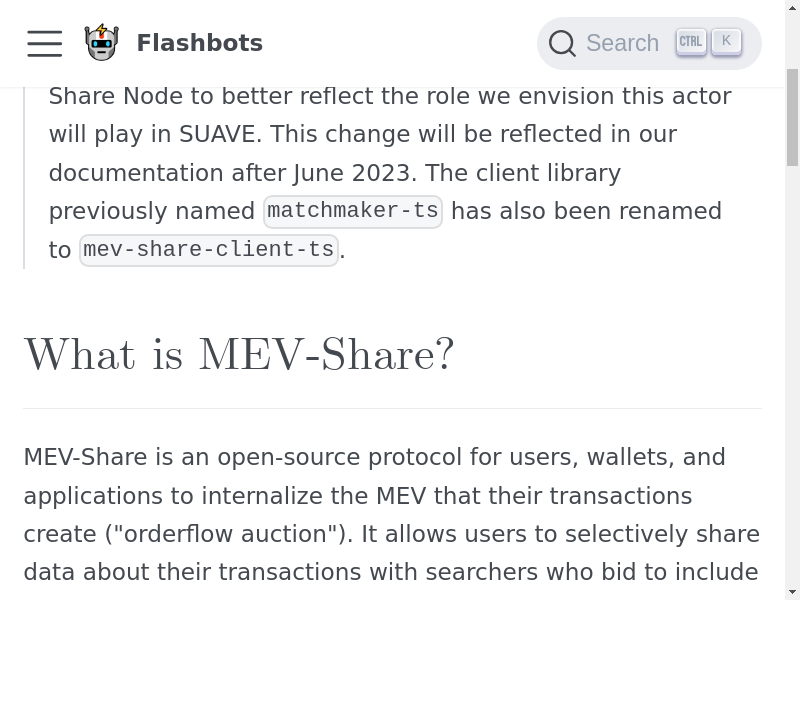 Flashbots
Search CTRL K
Share Node to better reflect the role we envision this actor
will play in SUAVE. This change will be reflected in our
documentation after June 2023. The client library
previously named matchmaker-ts has also been renamed
to mev-share-client-ts.
What is MEV-Share?
MEV-Share is an open-source protocol for users, wallets, and
applications to internalize the MEV that their transactions
create ("orderflow auction"). It allows users to selectively share
data about their transactions with searchers who bid to include